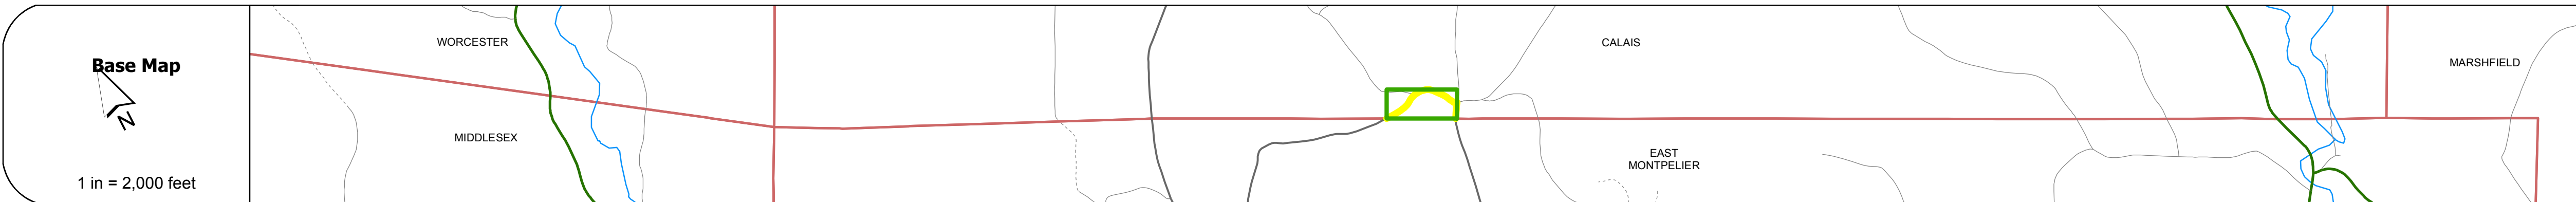 Base Map
N
1 in = 2,000 feet
WORCESTER
MIDDLESEX
CALAIS
EAST
MONTPELIER
MARSHFIELD